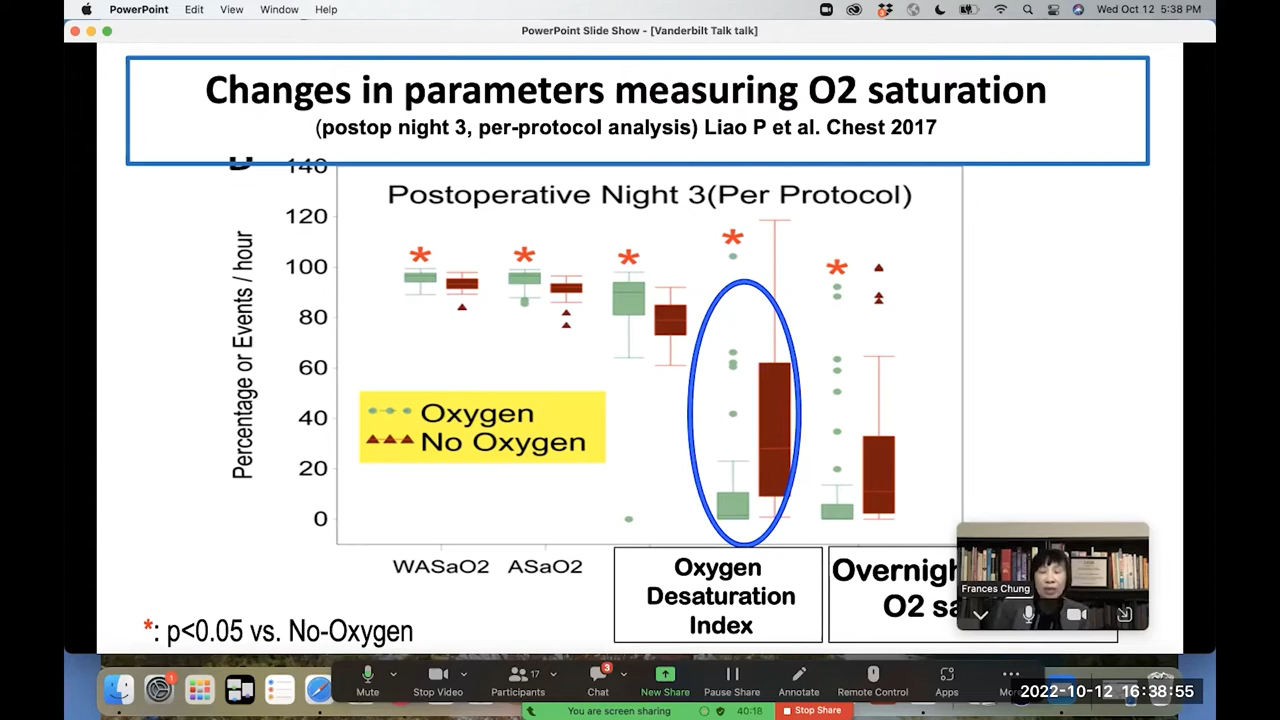 PowerPoint Edit View Window Help Wed Oct 12 5:38 PM
PowerPoint Slide Show - [Vanderbilt Talk talk]
Changes in parameters measuring O2 saturation
(postop night 3, per-protocol analysis) Liao P et al. Chest 2017
140
Postoperative Night 3(Per Protocol)
120
100
80
60
40
20
0
Percentage or Events / hour
Oxygen
No Oxygen
WASaO2 ASaO2
Oxygen
Desaturation
Index
O2
Frances Chung
*: p<0.05 vs. No-Oxygen
Mute Stop Video Participants 17 Chat 3 New Share Pause Share Annotate Remote Control Apps
2022-10-12 16:38:55
You are screen sharing 40:18 Stop Share